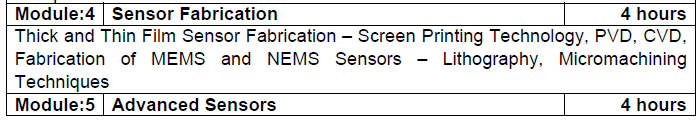 Module:4 Sensor Fabrication 4 hours
Thick and Thin Film Sensor Fabrication – Screen Printing Technology, PVD, CVD,
Fabrication of MEMS and NEMS Sensors – Lithography, Micromachining
Techniques
Module:5 Advanced Sensors 4 hours